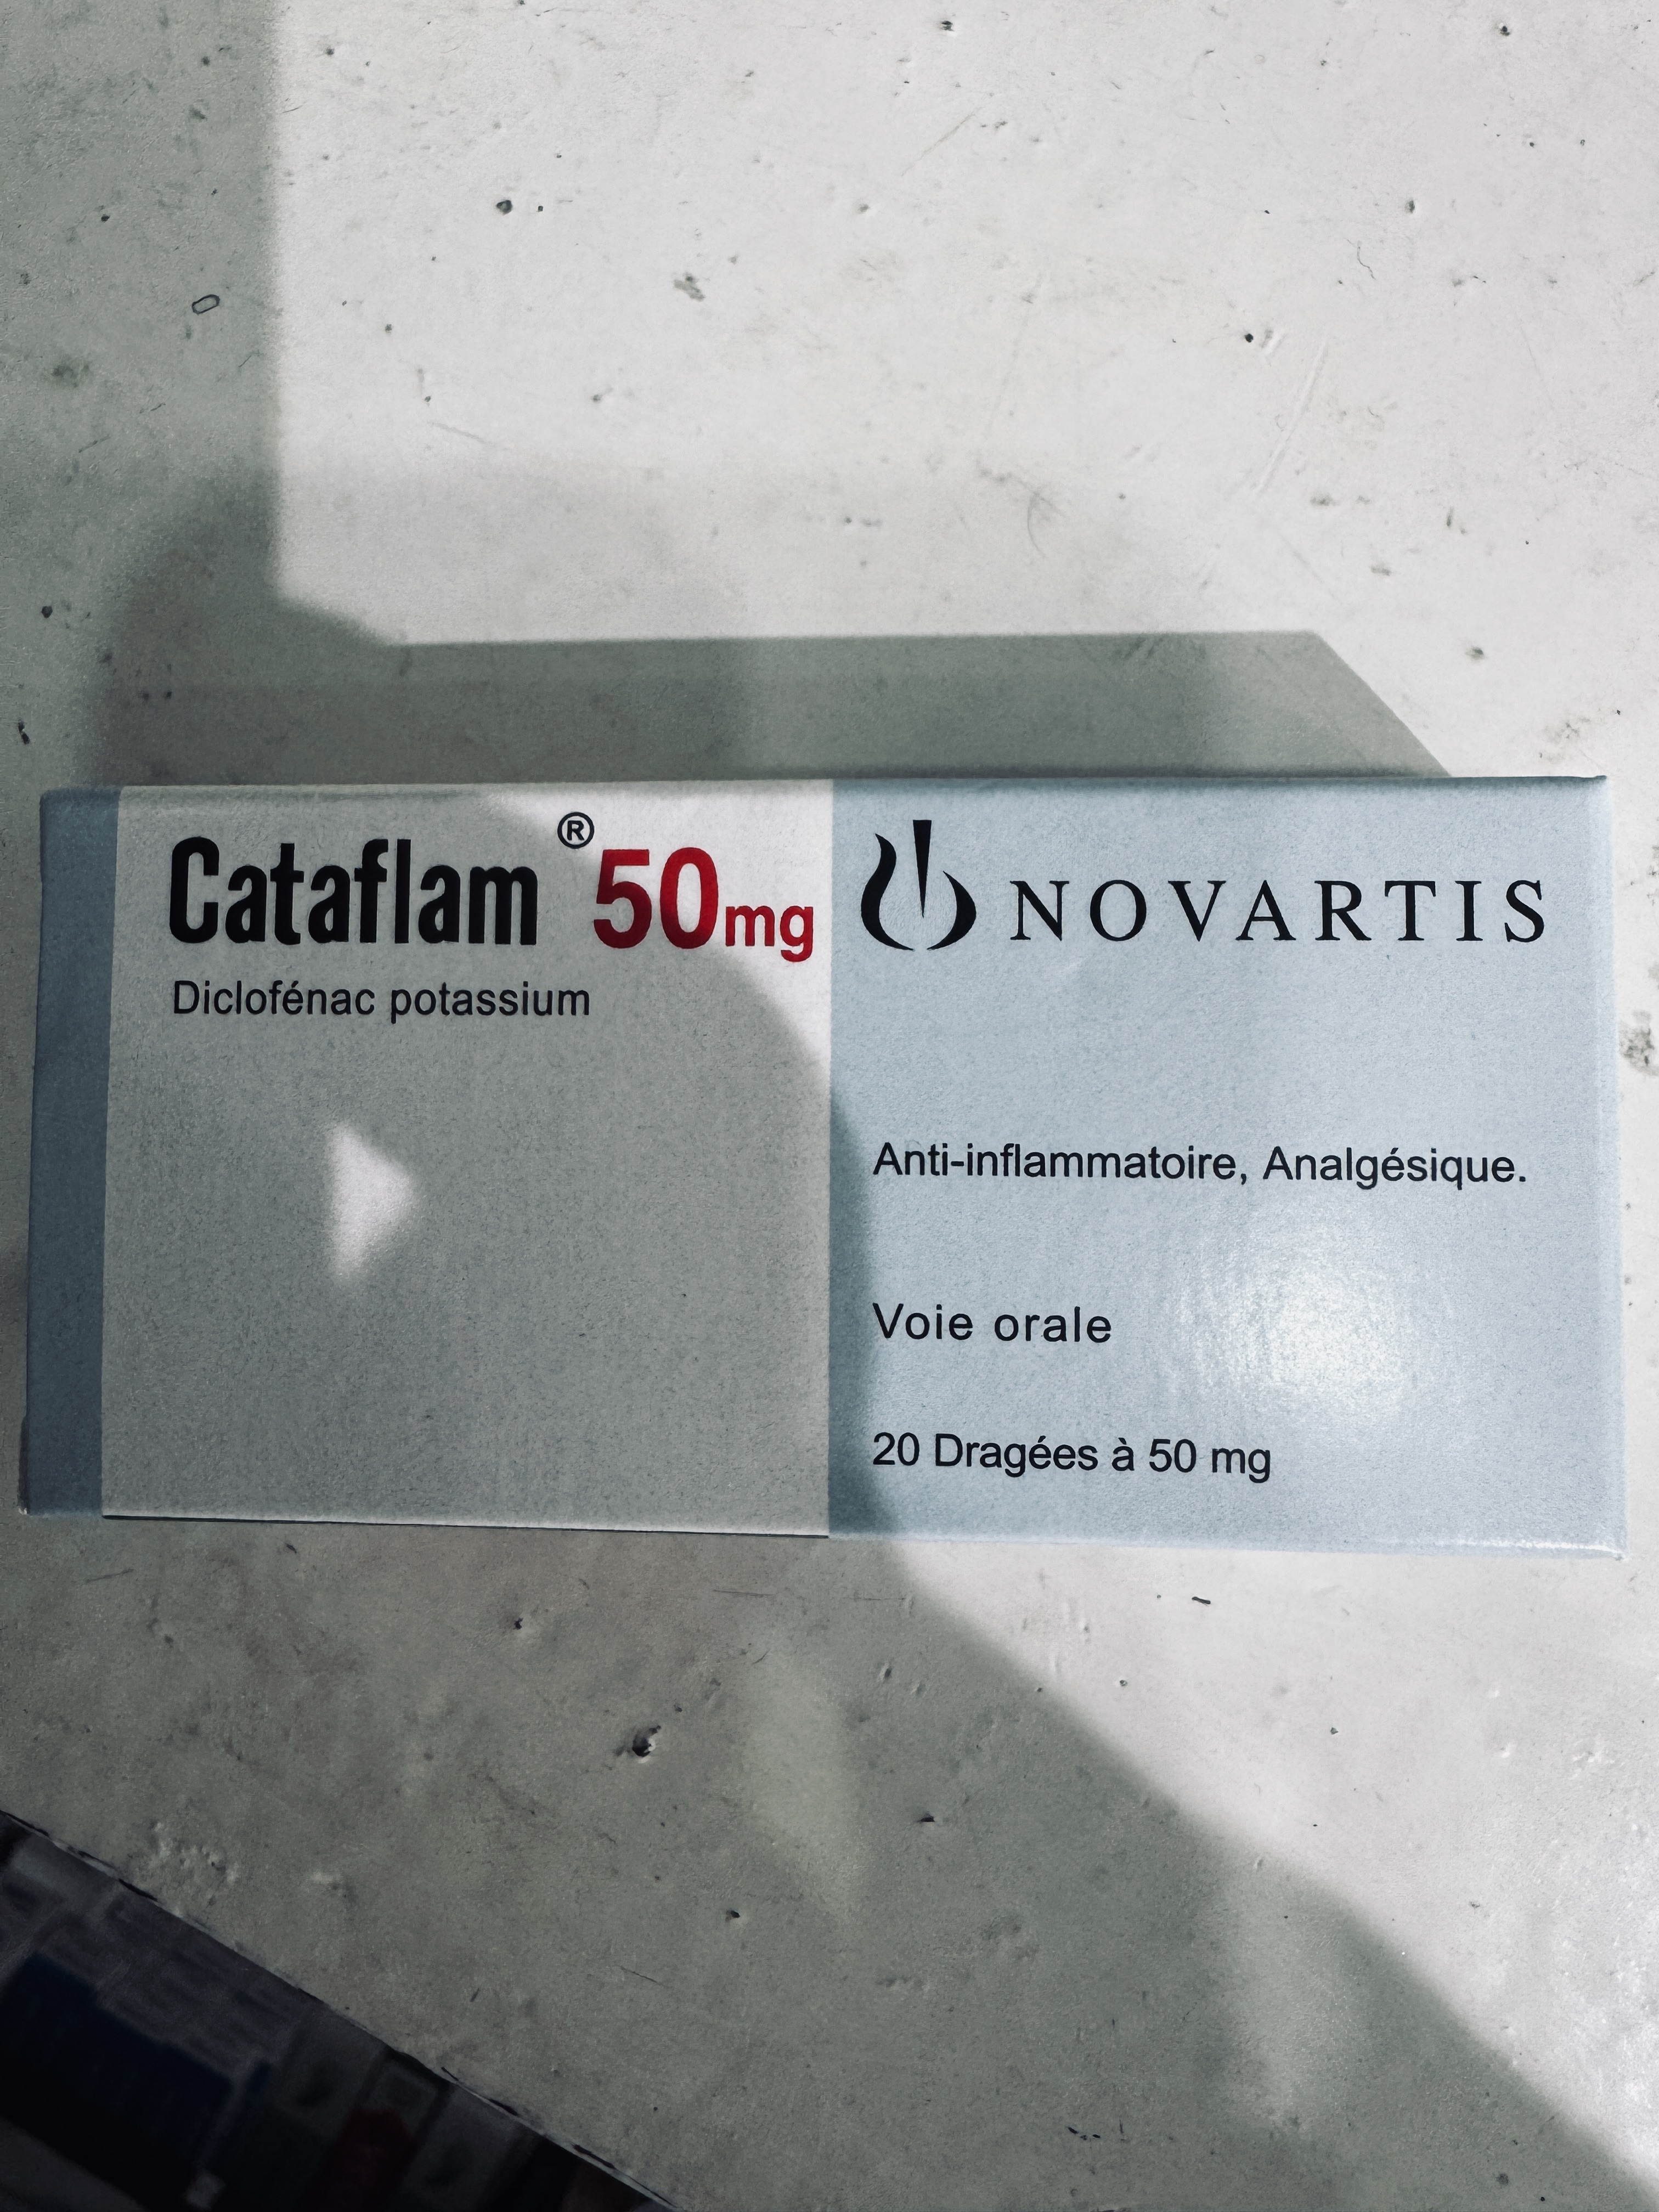 Cataflam® 50mg
Diclofénac potassium
NOVARTIS
Anti-inflammatoire, Analgésique.
Voie orale
20 Dragées à 50 mg